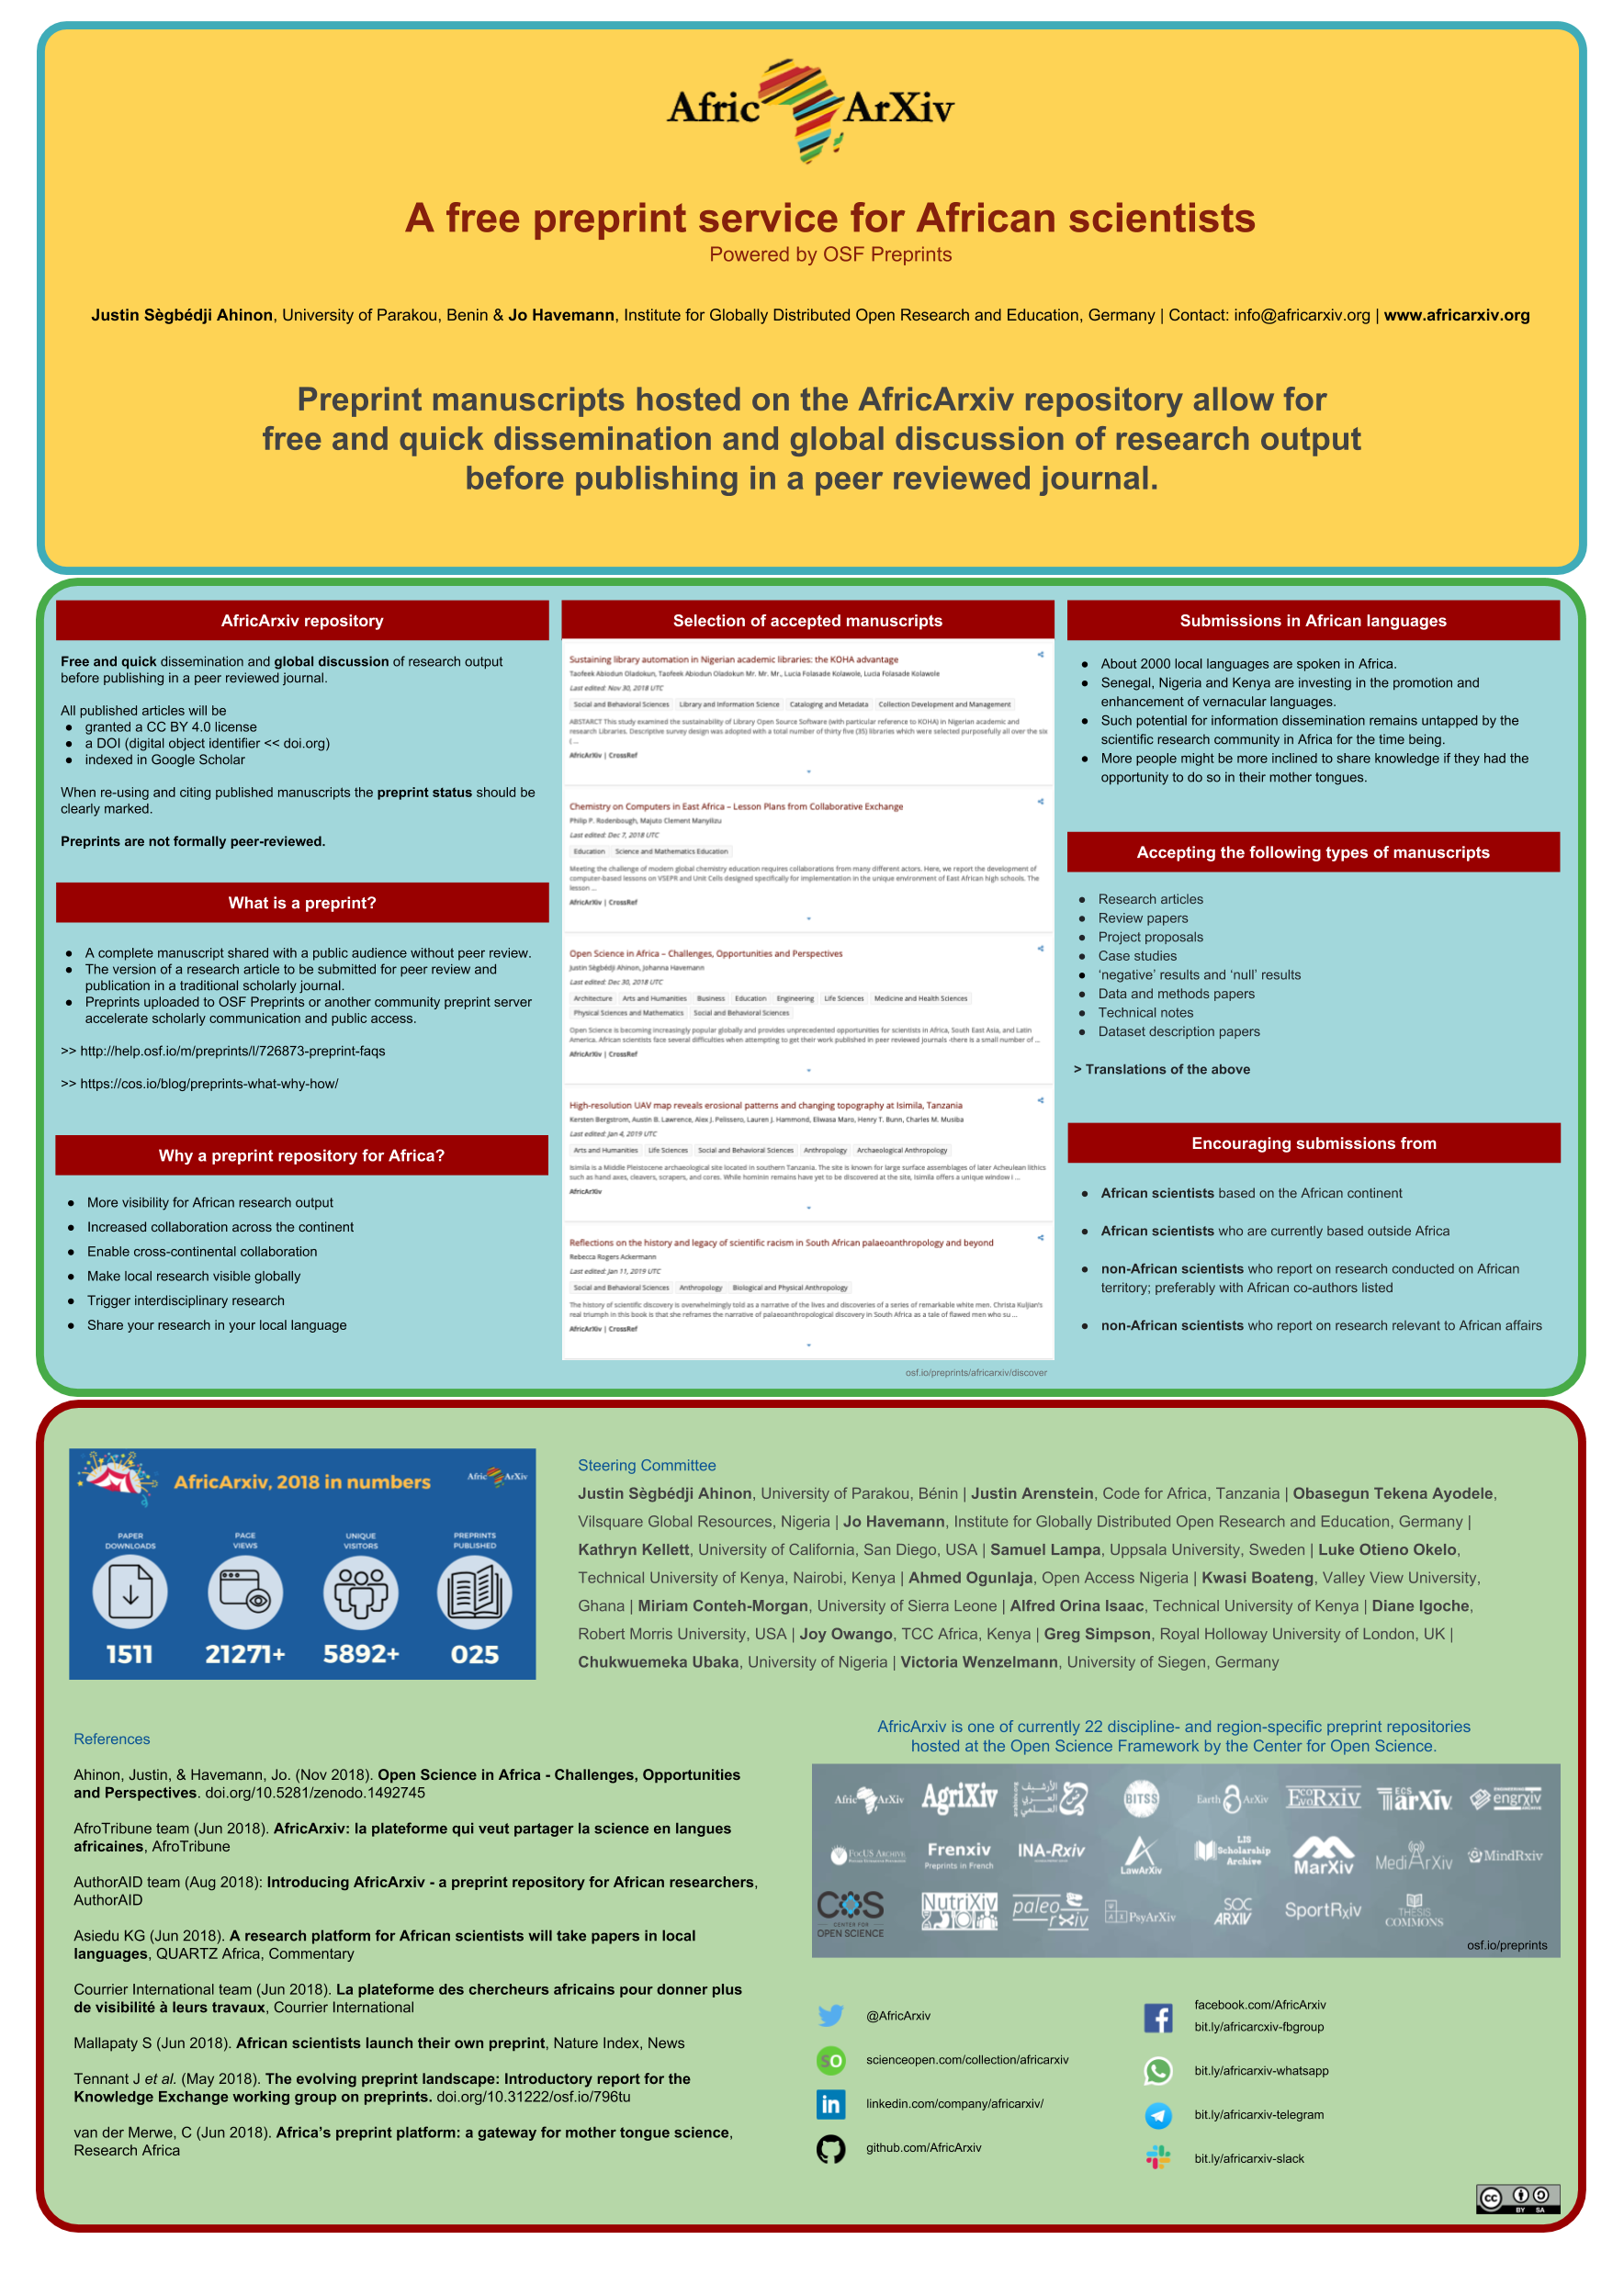 Afric ArXiv
A free preprint service for African scientists
Powered by OSF Preprints
Justin Sègbédji Ahinon, University of Parakou, Benin & Jo Havemann, Institute for Globally Distributed Open Research and Education, Germany | Contact: info@africarxiv.org | www.africarxiv.org
Preprint manuscripts hosted on the AfricArxiv repository allow for
free and quick dissemination and global discussion of research output
before publishing in a peer reviewed journal.
AfricArxiv repository
Free and quick dissemination and global discussion of research output
before publishing in a peer reviewed journal.
All published articles will be
● granted a CC BY 4.0 license
● a DOI (digital object identifier << doi.org)
● indexed in Google Scholar
When re-using and citing published manuscripts the preprint status should be
clearly marked.
Preprints are not formally peer-reviewed.
What is a preprint?
● A complete manuscript shared with a public audience without peer review.
● The version of a research article to be submitted for peer review and
publication in a traditional scholarly journal.
● Preprints uploaded to OSF Preprints or another community preprint server
accelerate scholarly communication and public access.
>> http://help.osf.io/m/preprints/l/726873-preprint-faqs
>> https://cos.io/blog/preprints-what-why-how/
Why a preprint repository for Africa?
● More visibility for African research output
● Increased collaboration across the continent
● Enable cross-continental collaboration
● Make local research visible globally
● Trigger interdisciplinary research
● Share your research in your local language
Selection of accepted manuscripts
Sustaining library automation in Nigerian academic libraries: the KOHA advantage
Taofeek Abiodun Oladokun, Taofeek Abiodun Oladokun Mr. Mr. Mr., Lucia Folasade Kolawole, Lucia Folasade Kolawole
Last edited: Nov 30, 2018 UTC
Social and Behavioral Sciences Library and Information Science Cataloging and Metadata Collection Development and Management
ABSTARCT This study examined the sustainability of Library Open Source Software (with particular reference to KOHA) in Nigerian academic and
research Libraries. Descriptive survey design was adopted with a total number of thirty five (35) libraries which were selected purposefully all over the six
( ...
AfricArXiv | CrossRef
Chemistry on Computers in East Africa – Lesson Plans from Collaborative Exchange
Philip P. Rodenbough, Majuto Clement Manyilizu
Last edited: Dec 7, 2018 UTC
Education Science and Mathematics Education
Meeting the challenge of modern global chemistry education requires collaborations from many different actors. Here, we report the development of
computer-based lessons on VSEPR and Unit Cells designed specifically for implementation in the unique environment of East African high schools. The
lesson ...
AfricArXiv | CrossRef
Open Science in Africa – Challenges, Opportunities and Perspectives
Justin Sègbédji Ahinon, Johanna Havemann
Last edited: Dec 30, 2018 UTC
Architecture Arts and Humanities Business Education Engineering Life Sciences Medicine and Health Sciences
Physical Sciences and Mathematics Social and Behavioral Sciences
Open Science is becoming increasingly popular globally and provides unprecedented opportunities for scientists in Africa, South East Asia, and Latin
America. African scientists face several difficulties when attempting to get their work published in peer reviewed journals -there is a small number of ...
AfricArXiv | CrossRef
High-resolution UAV map reveals erosional patterns and changing topography at Isimila, Tanzania
Kersten Bergstrom, Austin B. Lawrence, Alex J. Pelissero, Lauren J. Hammond, Eliwasa Maro, Henry T. Bunn, Charles M. Musiba
Last edited: Jan 4, 2019 UTC
Arts and Humanities Life Sciences Social and Behavioral Sciences Anthropology Archaeological Anthropology
Isimila is a Middle Pleistocene archaeological site located in southern Tanzania. The site is known for large surface assemblages of later Acheulean lithics
such as hand axes, cleavers, scrapers, and cores. While hominin remains have yet to be discovered at the site, Isimila offers a unique window i ...
AfricArXiv
Reflections on the history and legacy of scientific racism in South African palaeoanthropology and beyond
Rebecca Rogers Ackermann
Last edited: Jan 11, 2019 UTC
Social and Behavioral Sciences Anthropology Biological and Physical Anthropology
The history of scientific discovery is overwhelmingly told as a narrative of the lives and discoveries of a series of remarkable white men. Christa Kuljian's
real triumph in this book is that she reframes the narrative of palaeoanthropological discovery in South Africa as a tale of flawed men who su ...
AfricArXiv | CrossRef
osf.io/preprints/africarxiv/discover
Submissions in African languages
● About 2000 local languages are spoken in Africa.
● Senegal, Nigeria and Kenya are investing in the promotion and
enhancement of vernacular languages.
● Such potential for information dissemination remains untapped by the
scientific research community in Africa for the time being.
● More people might be more inclined to share knowledge if they had the
opportunity to do so in their mother tongues.
Accepting the following types of manuscripts
● Research articles
● Review papers
● Project proposals
● Case studies
● ‘negative’ results and ‘null’ results
● Data and methods papers
● Technical notes
● Dataset description papers
> Translations of the above
Encouraging submissions from
● African scientists based on the African continent
● African scientists who are currently based outside Africa
● non-African scientists who report on research conducted on African
territory; preferably with African co-authors listed
● non-African scientists who report on research relevant to African affairs
AfricArxiv, 2018 in numbers
Afric ArXiv
PAPER DOWNLOADS
PAGE VIEWS
UNIQUE VISITORS
PREPRINTS PUBLISHED
1511 21271+ 5892+ 025
Steering Committee
Justin Sègbédji Ahinon, University of Parakou, Bénin | Justin Arenstein, Code for Africa, Tanzania | Obasegun Tekena Ayodele,
Vilsquare Global Resources, Nigeria | Jo Havemann, Institute for Globally Distributed Open Research and Education, Germany |
Kathryn Kellett, University of California, San Diego, USA | Samuel Lampa, Uppsala University, Sweden | Luke Otieno Okelo,
Technical University of Kenya, Nairobi, Kenya | Ahmed Ogunlaja, Open Access Nigeria | Kwasi Boateng, Valley View University,
Ghana | Miriam Conteh-Morgan, University of Sierra Leone | Alfred Orina Isaac, Technical University of Kenya | Diane Igoche,
Robert Morris University, USA | Joy Owango, TCC Africa, Kenya | Greg Simpson, Royal Holloway University of London, UK |
Chukwuemeka Ubaka, University of Nigeria | Victoria Wenzelmann, University of Siegen, Germany
References
Ahinon, Justin, & Havemann, Jo. (Nov 2018). Open Science in Africa - Challenges, Opportunities
and Perspectives. doi.org/10.5281/zenodo.1492745
AfroTribune team (Jun 2018). AfricArxiv: la plateforme qui veut partager la science en langues
africaines, AfroTribune
AuthorAID team (Aug 2018): Introducing AfricArxiv - a preprint repository for African researchers,
AuthorAID
Asiedu KG (Jun 2018). A research platform for African scientists will take papers in local
languages, QUARTZ Africa, Commentary
Courrier International team (Jun 2018). La plateforme des chercheurs africains pour donner plus
de visibilité à leurs travaux, Courrier International
Mallapaty S (Jun 2018). African scientists launch their own preprint, Nature Index, News
Tennant J et al. (May 2018). The evolving preprint landscape: Introductory report for the
Knowledge Exchange working group on preprints. doi.org/10.31222/osf.io/796tu
van der Merwe, C (Jun 2018). Africa’s preprint platform: a gateway for mother tongue science,
Research Africa
AfricArxiv is one of currently 22 discipline- and region-specific preprint repositories
hosted at the Open Science Framework by the Center for Open Science.
Afric ArXiv AgriXiv الأرشيف العربي العلمي BITSS Earth ArXiv EcoEvoRxiv ECS arXiv engrXiv
FocUS Archive Frenxiv Preprints in French INA-Rxiv LawArXiv LIS Scholarship Archive MarXiv MediArXiv MindRxiv
COS CENTER FOR OPEN SCIENCE NutriXiv paleorxiv PsyArXiv SOC ARXIV SportRxiv THESIS COMMONS
osf.io/preprints
@AfricArxiv
SO scienceopen.com/collection/africarxiv
in linkedin.com/company/africarxiv/
github.com/AfricArxiv
facebook.com/AfricArxiv
bit.ly/africarcxiv-fbgroup
bit.ly/africarxiv-whatsapp
bit.ly/africarxiv-telegram
bit.ly/africarxiv-slack
cc BY SA